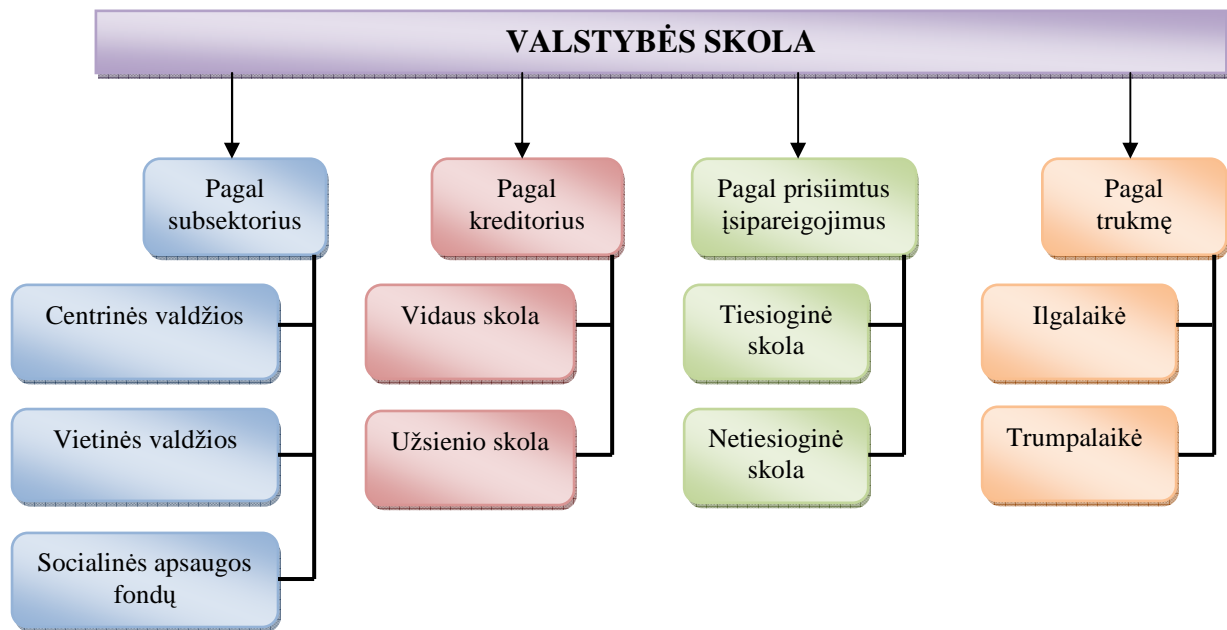 VALSTYBĖS SKOLA
Pagal
subsektorius
Centrinės valdžios
Vietinės valdžios
Socialinės apsaugos
fondų
Pagal
kreditorius
Vidaus skola
Užsienio skola
Pagal prisiimtus
įsipareigojimus
Tiesioginė
skola
Netiesioginė
skola
Pagal
trukmę
Ilgalaikė
Trumpalaikė